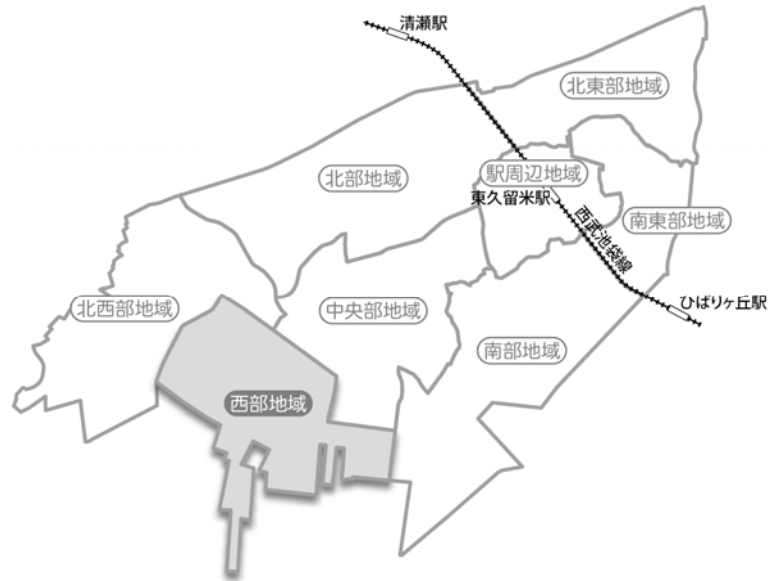 清瀬駅
北東部地域
北部地域
駅周辺地域
東久留米駅
南東部地域
西武池袋線
北西部地域
中央部地域
ひばりヶ丘駅
南部地域
西部地域